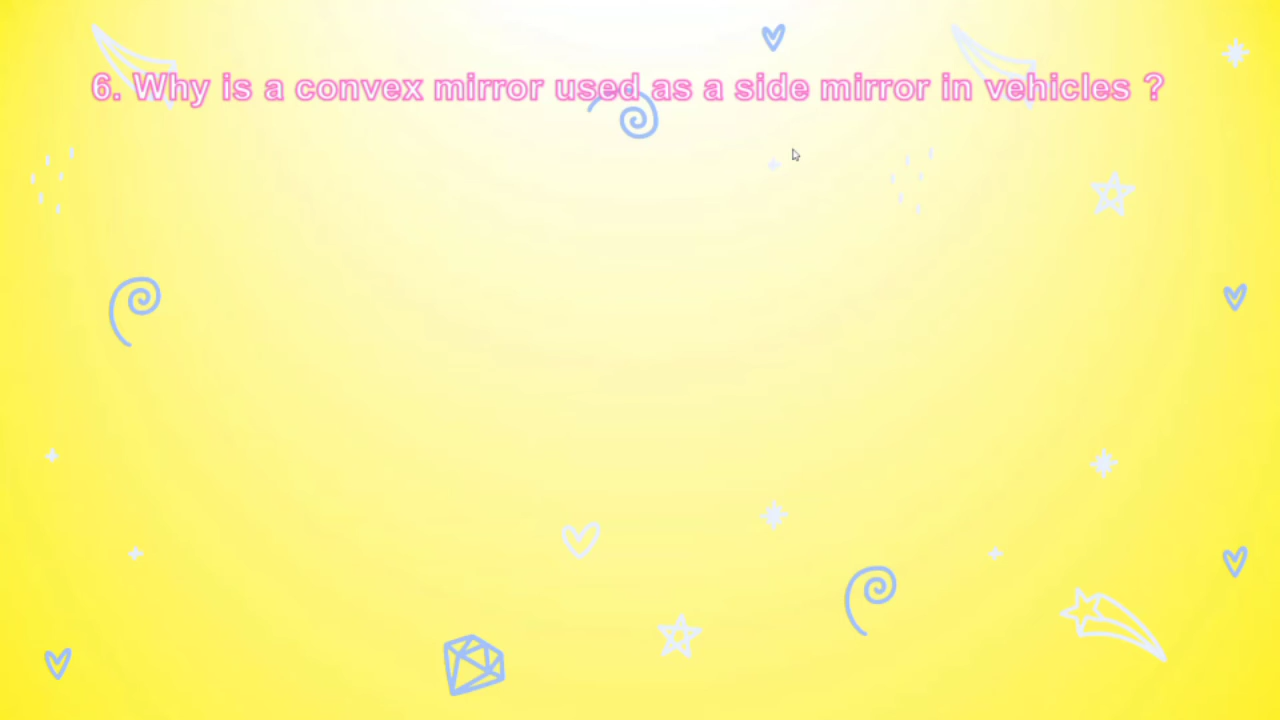 6. Why is a convex mirror used as a side mirror in vehicles ?